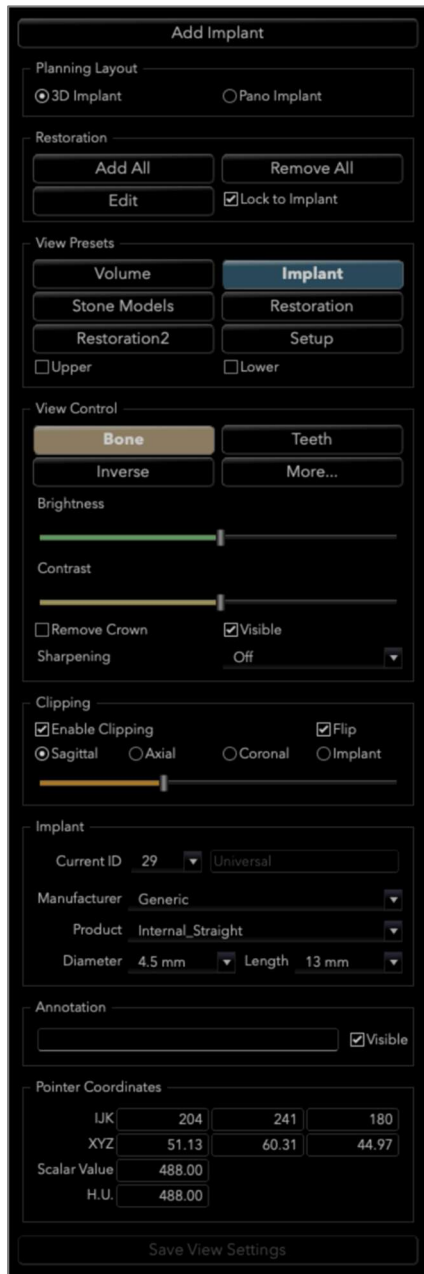 Add Implant
Planning Layout
3D Implant Pano Implant
Restoration
Add All Remove All
Edit Lock to Implant
View Presets
Volume Implant
Stone Models Restoration
Restoration2 Setup
Upper Lower
View Control
Bone Teeth
Inverse More...
Brightness
Contrast
Remove Crown Visible
Sharpening Off
Clipping
Enable Clipping Flip
Sagittal Axial Coronal Implant
Implant
Current ID 29 Universal
Manufacturer Generic
Product Internal_Straight
Diameter 4.5 mm Length 13 mm
Annotation
Visible
Pointer Coordinates
IJK 204 241 180
XYZ 51.13 60.31 44.97
Scalar Value 488.00
H.U. 488.00
Save View Settings